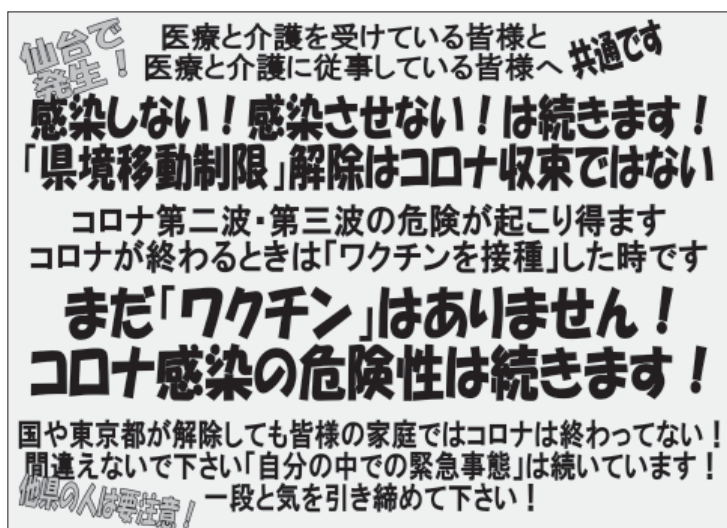 仙台で
発生！
医療と介護を受けている皆様と
医療と介護に従事している皆様へ
共通です
感染しない！感染させない！は続きます！
「県境移動制限」解除はコロナ収束ではない
コロナ第二波・第三波の危険が起こり得ます
コロナが終わるときは「ワクチンを接種」した時です
まだ「ワクチン」はありません！
コロナ感染の危険性は続きます！
国や東京都が解除しても皆様の家庭ではコロナは終わってない！
間違えないで下さい「自分の中での緊急事態」は続いています！
他県の人は要注意！
一段と気を引き締めて下さい！